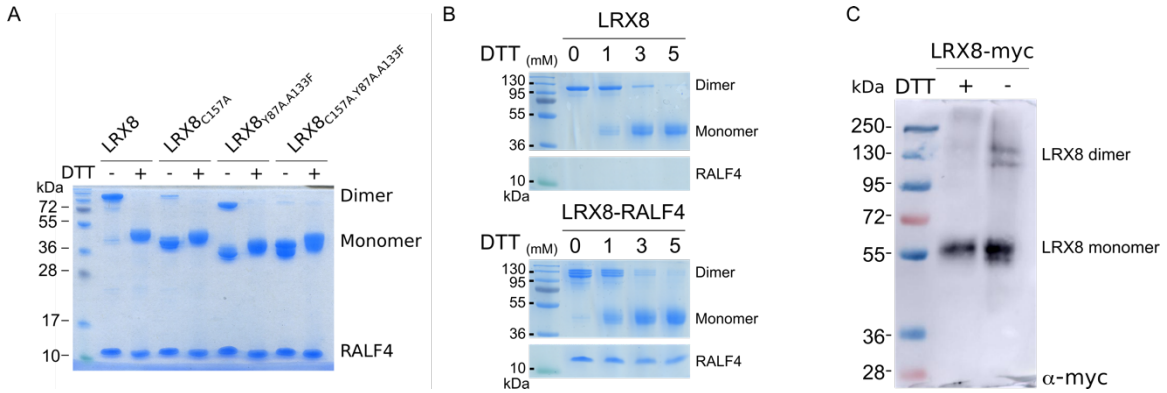 A
LRX8
LRX8C157A
LRX8Y87A.A133F
LRX8C157A.Y87A.A133F
DTT - + - + - + - +
kDa
72
55
36
28
17
10
Dimer
Monomer
RALF4
B
LRX8
DTT (mM) 0 1 3 5
130
95
55
36
10
kDa
Dimer
Monomer
RALF4
LRX8-RALF4
DTT (mM) 0 1 3 5
130
95
55
36
10
kDa
Dimer
Monomer
RALF4
C
LRX8-myc
kDa DTT + -
250
130
95
72
55
36
28
LRX8 dimer
LRX8 monomer
α-myc